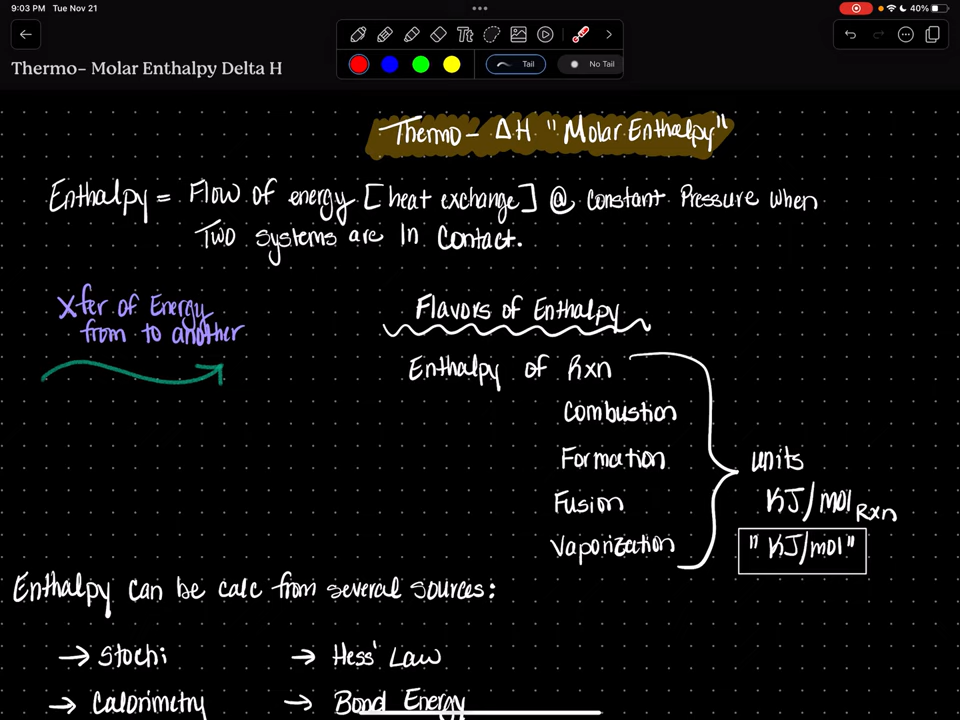 9:03 PM Tue Nov 21
40%
Tail
No Tail
Thermo- Molar Enthalpy Delta H
Thermo- ΔH "Molar Enthalpy"
Enthalpy = Flow of energy [heat exchange] @ constant Pressure when
Two systems are In Contact.
Xfer of Energy
from to another
Flavors of Enthalpy
Enthalpy of Rxn
Combustion
Formation
Fusion
Vaporization
units
KJ/mol Rxn
"KJ/mol"
Enthalpy can be calc from several sources:
→ Stochi
→ Hess' Law
→ Calorimetry
→ Bond Energy